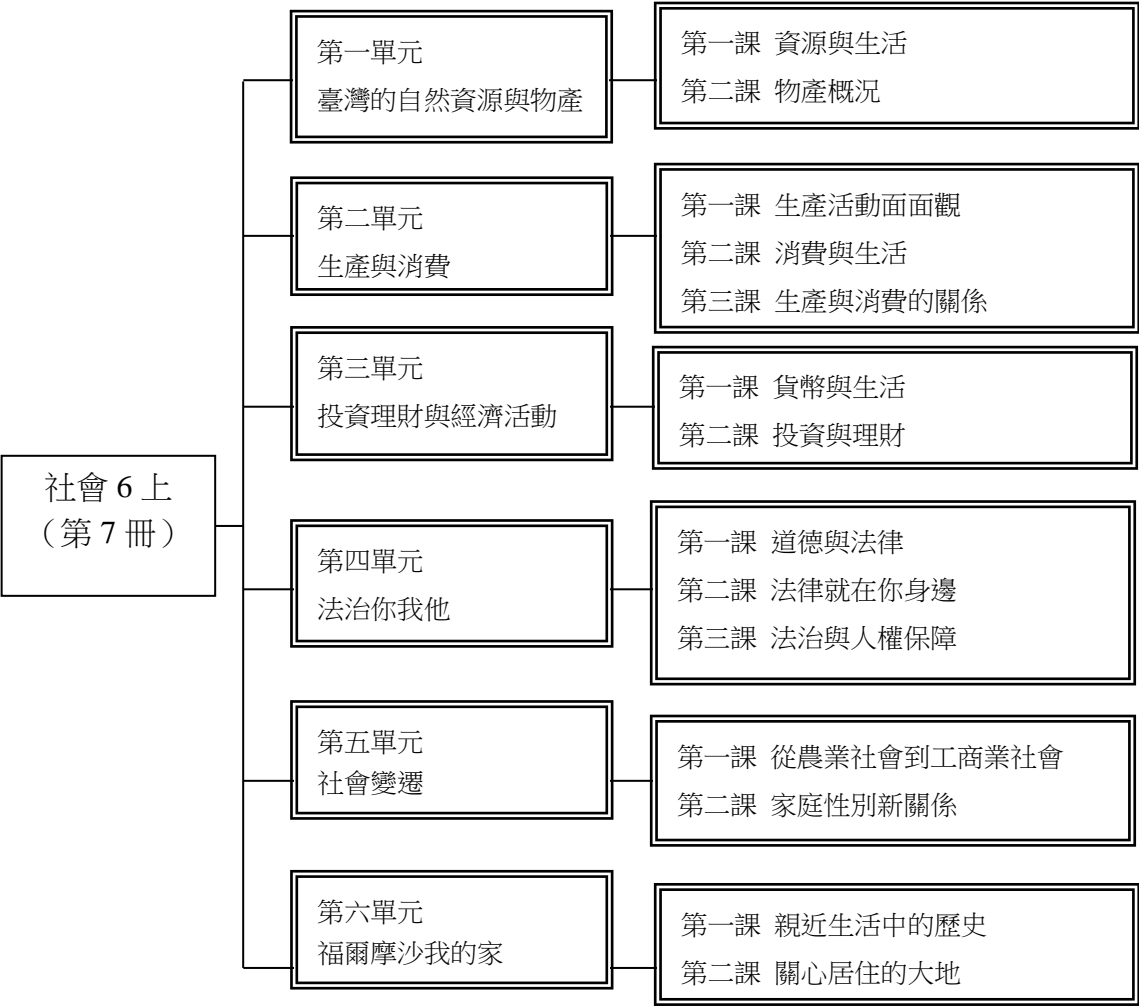 社會 6 上
（第 7 冊）
第一單元
臺灣的自然資源與物產
第一課 資源與生活
第二課 物產概況
第二單元
生產與消費
第一課 生產活動面面觀
第二課 消費與生活
第三課 生產與消費的關係
第三單元
投資理財與經濟活動
第一課 貨幣與生活
第二課 投資與理財
第四單元
法治你我他
第一課 道德與法律
第二課 法律就在你身邊
第三課 法治與人權保障
第五單元
社會變遷
第一課 從農業社會到工商業社會
第二課 家庭性別新關係
第六單元
福爾摩沙我的家
第一課 親近生活中的歷史
第二課 關心居住的大地